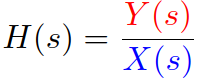 H(s) = Y(s) / X(s)